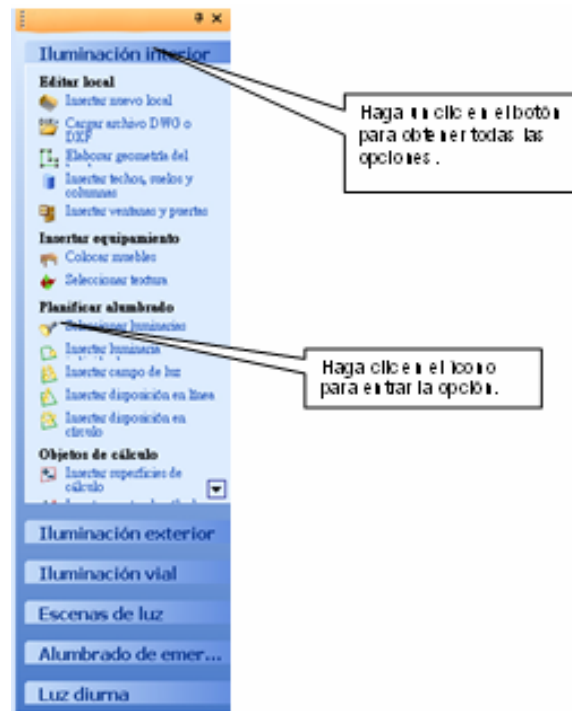 Iluminación interior
Editar local
Insertar nuevo local
Cargar archivo DWG o
DXF
Elaborar geometría del
Insertar techos, suelos y
columnas
Insertar ventanas y puertas
Insertar equipamiento
Colocar muebles
Seleccionar textura
Planificar alumbrado
Seleccionar luminarias
Insertar luminaria
Insertar campo de luz
Insertar disposición en línea
Insertar disposición en
círculo
Objetos de cálculo
Insertar superficies de
cálculo
Iluminación exterior
Iluminación vial
Escenas de luz
Alumbrado de emer...
Luz diurna
Haga un clic en el botón
para obtener todas las
opciones.
Haga clic en el icono
para entrar la opción.